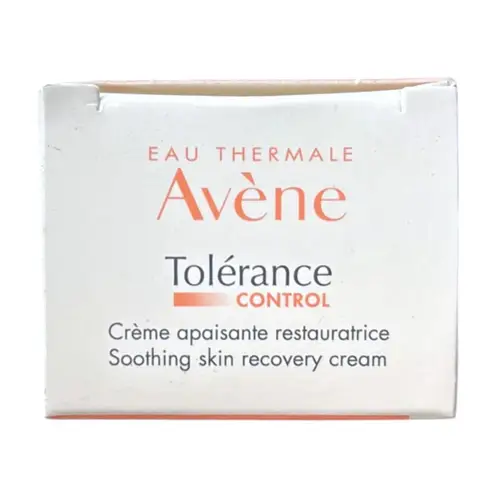 EAU THERMALE
Avène
Tolérance
CONTROL
Crème apaisante restauratrice
Soothing skin recovery cream